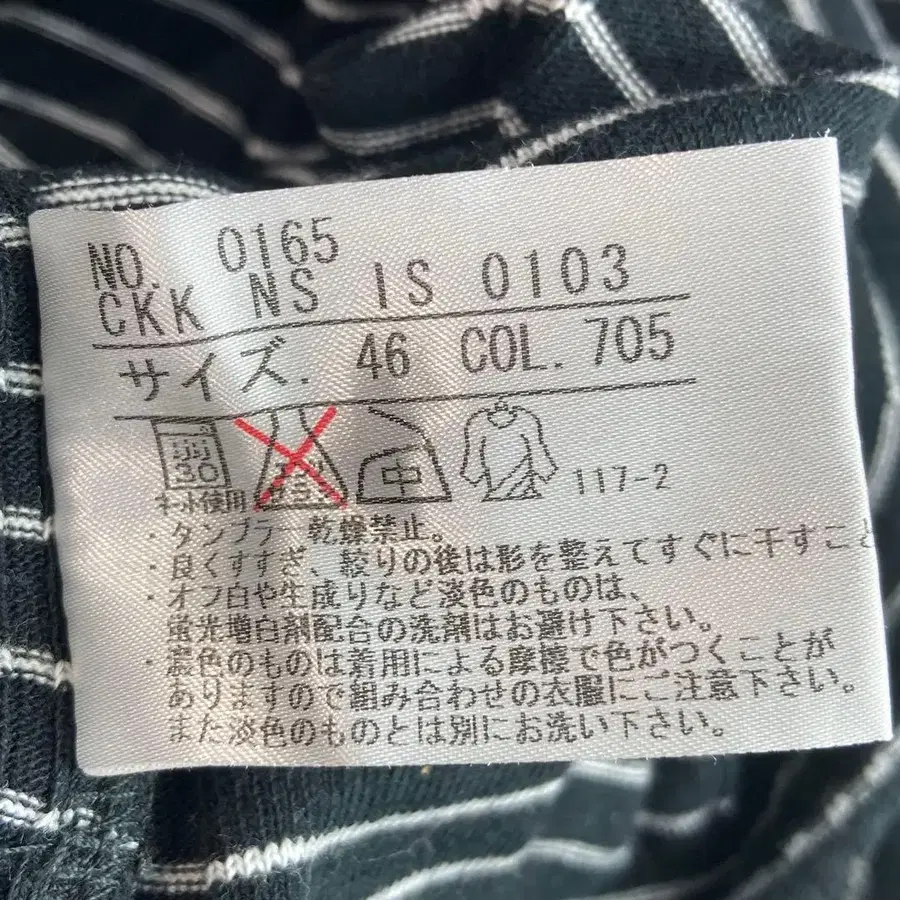 NO. 0165
CKK NS IS 0103
サイズ. 46 COL. 705
弱 30 中 117-2
ネット使用
・タンブラー乾燥禁止。
・良くすすぎ、絞りの後は形を整えてすぐに干すこと
・オフ白や生成りなど淡色のものは、
蛍光増白剤配合の洗剤はお避け下さい。
・濃色のものは着用による摩擦で色がつくことが
ありますので組み合わせの衣服にご注意下さい。
また淡色のものとは別にお洗い下さい。